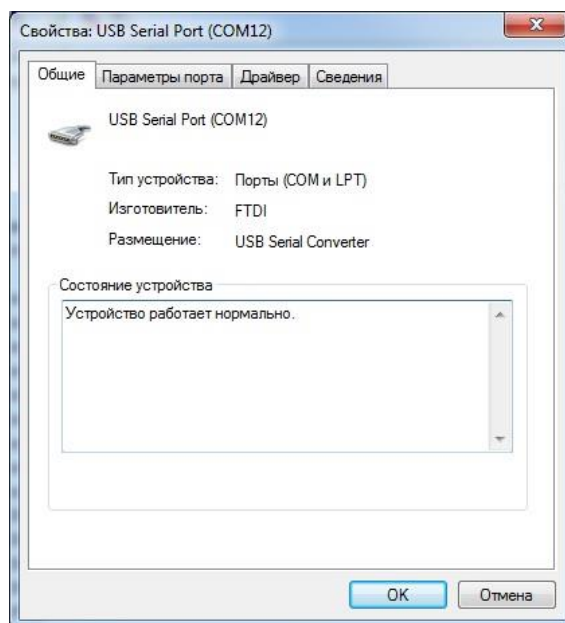 Свойства: USB Serial Port (COM12)
Общие Параметры порта Драйвер Сведения
USB Serial Port (COM12)
Тип устройства: Порты (COM и LPT)
Изготовитель: FTDI
Размещение: USB Serial Converter
Состояние устройства
Устройство работает нормально.
OK Отмена